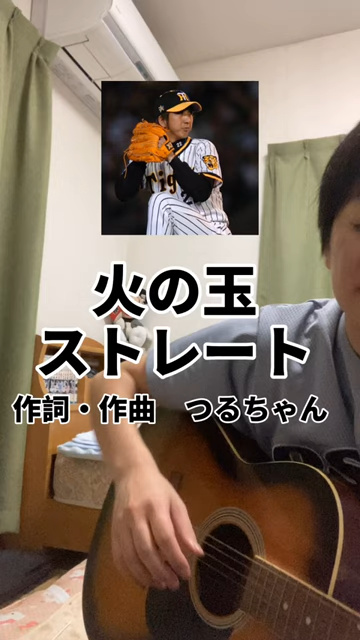 火の玉
ストレート
作詞・作曲　つるちゃん